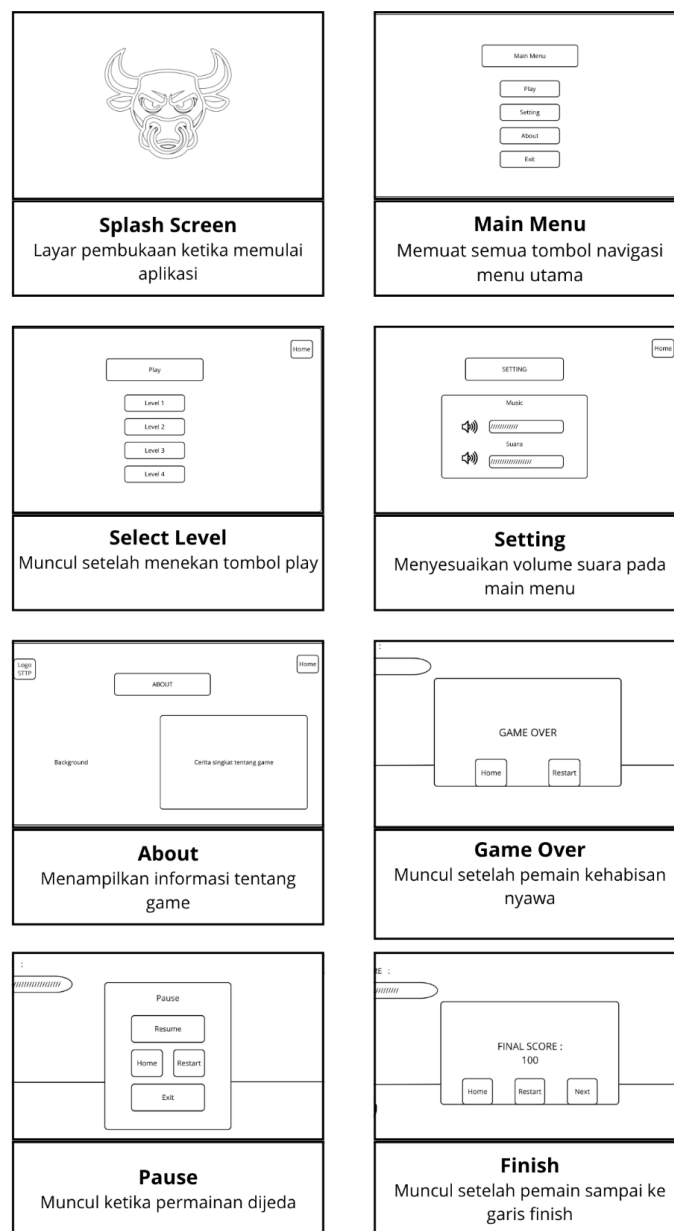 Splash Screen
Layar pembukaan ketika memulai
aplikasi
Main Menu
Play
Setting
About
Exit
Main Menu
Memuat semua tombol navigasi
menu utama
Home
Play
Level 1
Level 2
Level 3
Level 4
Select Level
Muncul setelah menekan tombol play
Home
SETTING
Music
Suara
Setting
Menyesuaikan volume suara pada
main menu
Logo
STTP
Home
ABOUT
Background
Cerita singkat tentang game
About
Menampilkan informasi tentang
game
:
GAME OVER
Home
Restart
Game Over
Muncul setelah pemain kehabisan
nyawa
:
Pause
Resume
Home
Restart
Exit
Pause
Muncul ketika permainan dijeda
RE :
FINAL SCORE :
100
Home
Restart
Next
Finish
Muncul setelah pemain sampai ke
garis finish